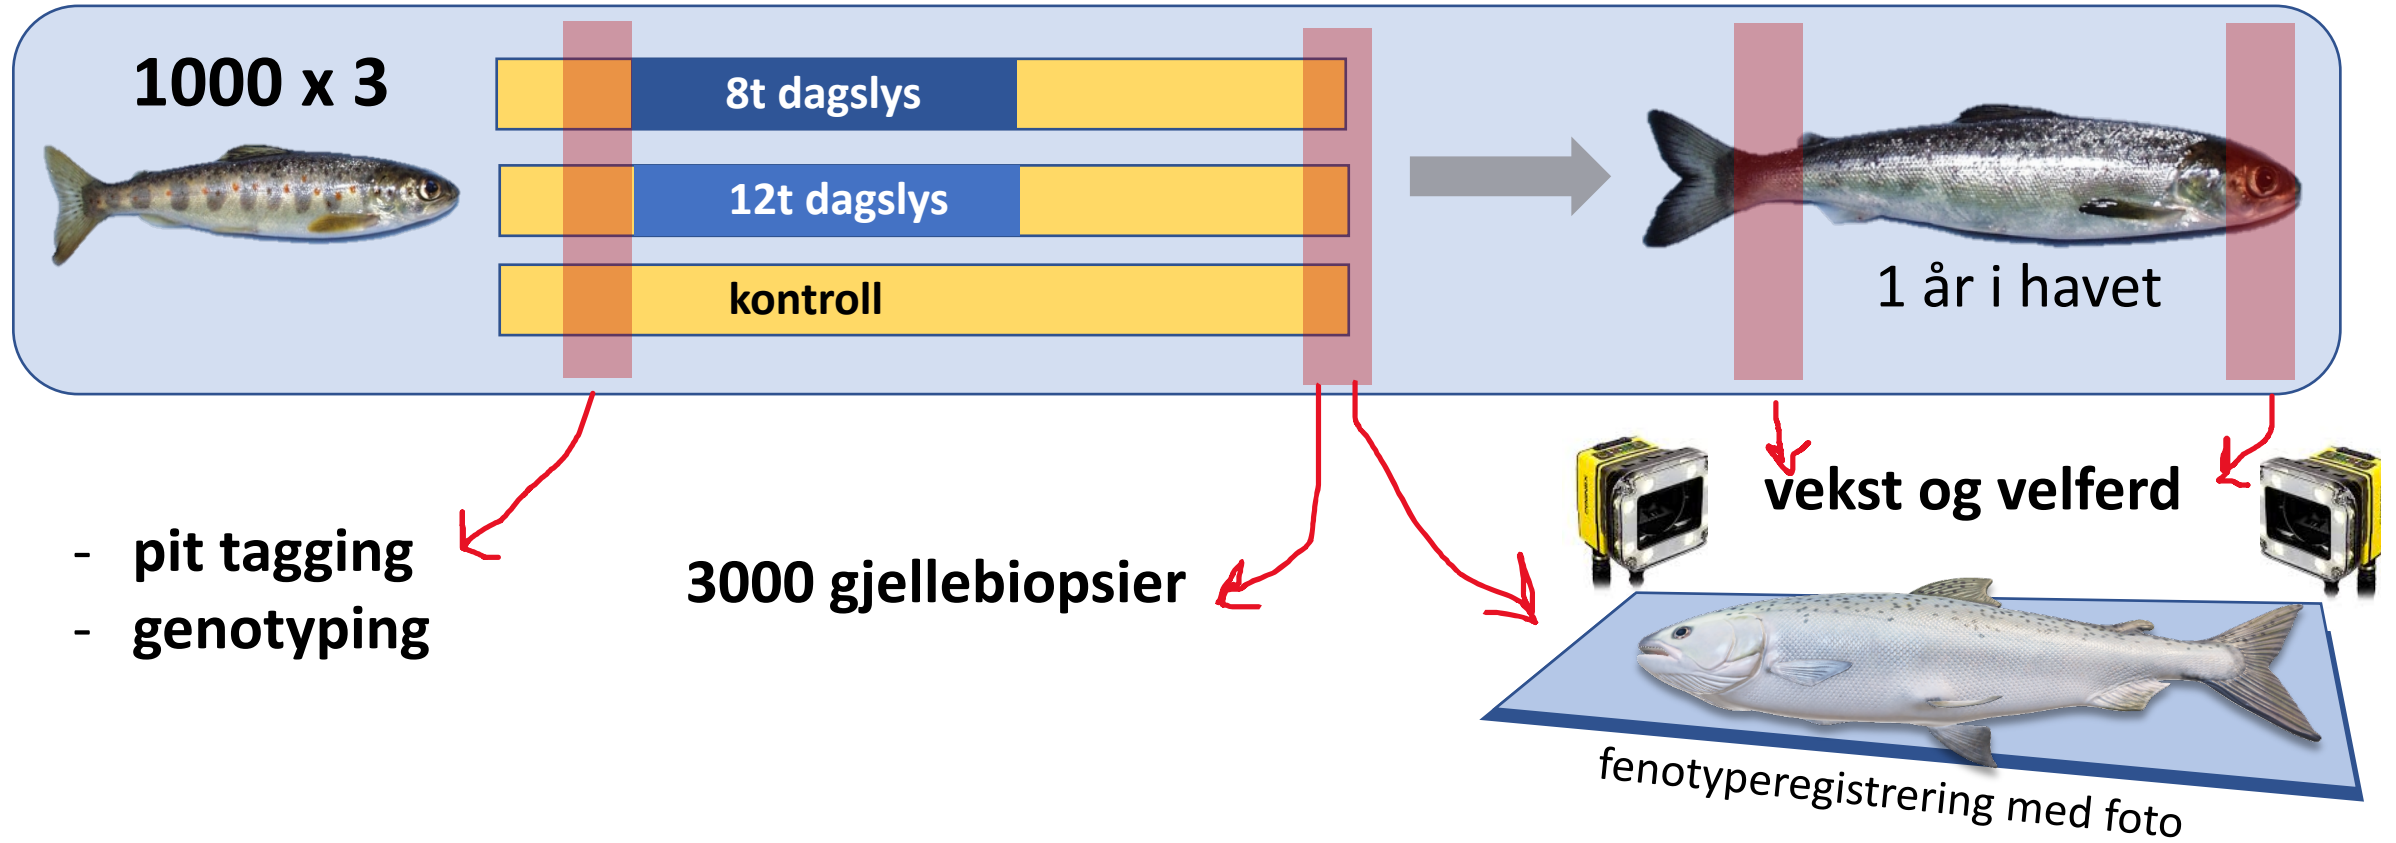 1000 x 3
8t dagslys
12t dagslys
kontroll
1 år i havet
- pit tagging
- genotyping
3000 gjellebiopsier
vekst og velferd
COGNEX
fenotyperegistrering med foto